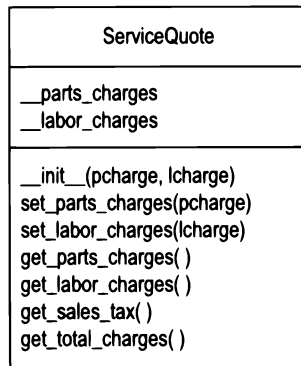 ServiceQuote
__parts_charges
__labor_charges
__init__(pcharge, lcharge)
set_parts_charges(pcharge)
set_labor_charges(lcharge)
get_parts_charges( )
get_labor_charges( )
get_sales_tax( )
get_total_charges( )